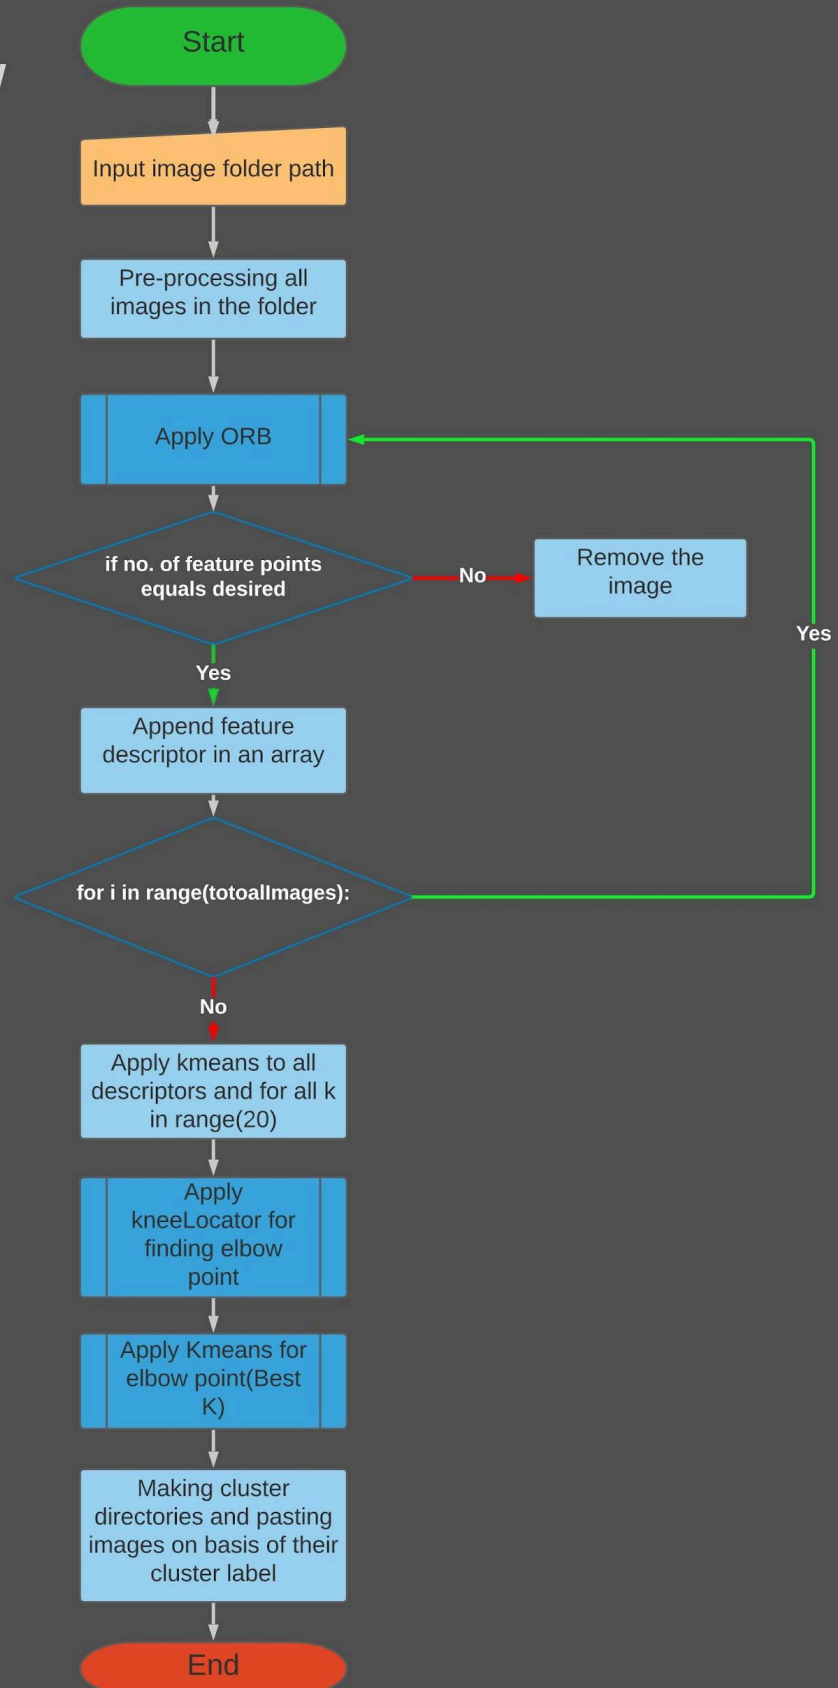 Start
Input image folder path
Pre-processing all
images in the folder
Apply ORB
if no. of feature points
equals desired
No
Remove the
image
Yes
Yes
Append feature
descriptor in an array
for i in range(totoalImages):
No
Apply kmeans to all
descriptors and for all k
in range(20)
Apply
kneeLocator for
finding elbow
point
Apply Kmeans for
elbow point(Best
K)
Making cluster
directories and pasting
images on basis of their
cluster label
End